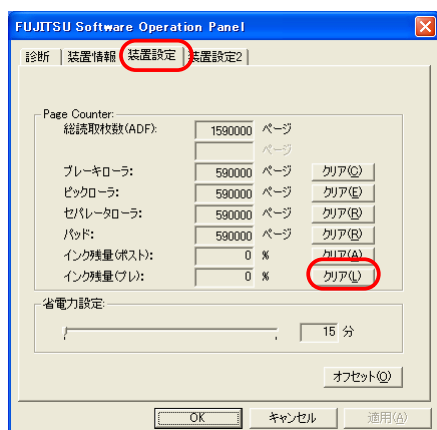 FUJITSU Software Operation Panel
診断 装置情報 装置設定 装置設定2
Page Counter:
総読取枚数(ADF): 1590000 ページ
ページ
ブレーキローラ: 590000 ページ クリア(C)
ピックローラ: 590000 ページ クリア(E)
セパレータローラ: 590000 ページ クリア(R)
パッド: 590000 ページ クリア(R)
インク残量(ポスト): 0 % クリア(A)
インク残量(プレ): 0 % クリア(L)
省電力設定:
15 分
オフセット(O)
OK キャンセル 適用(A)